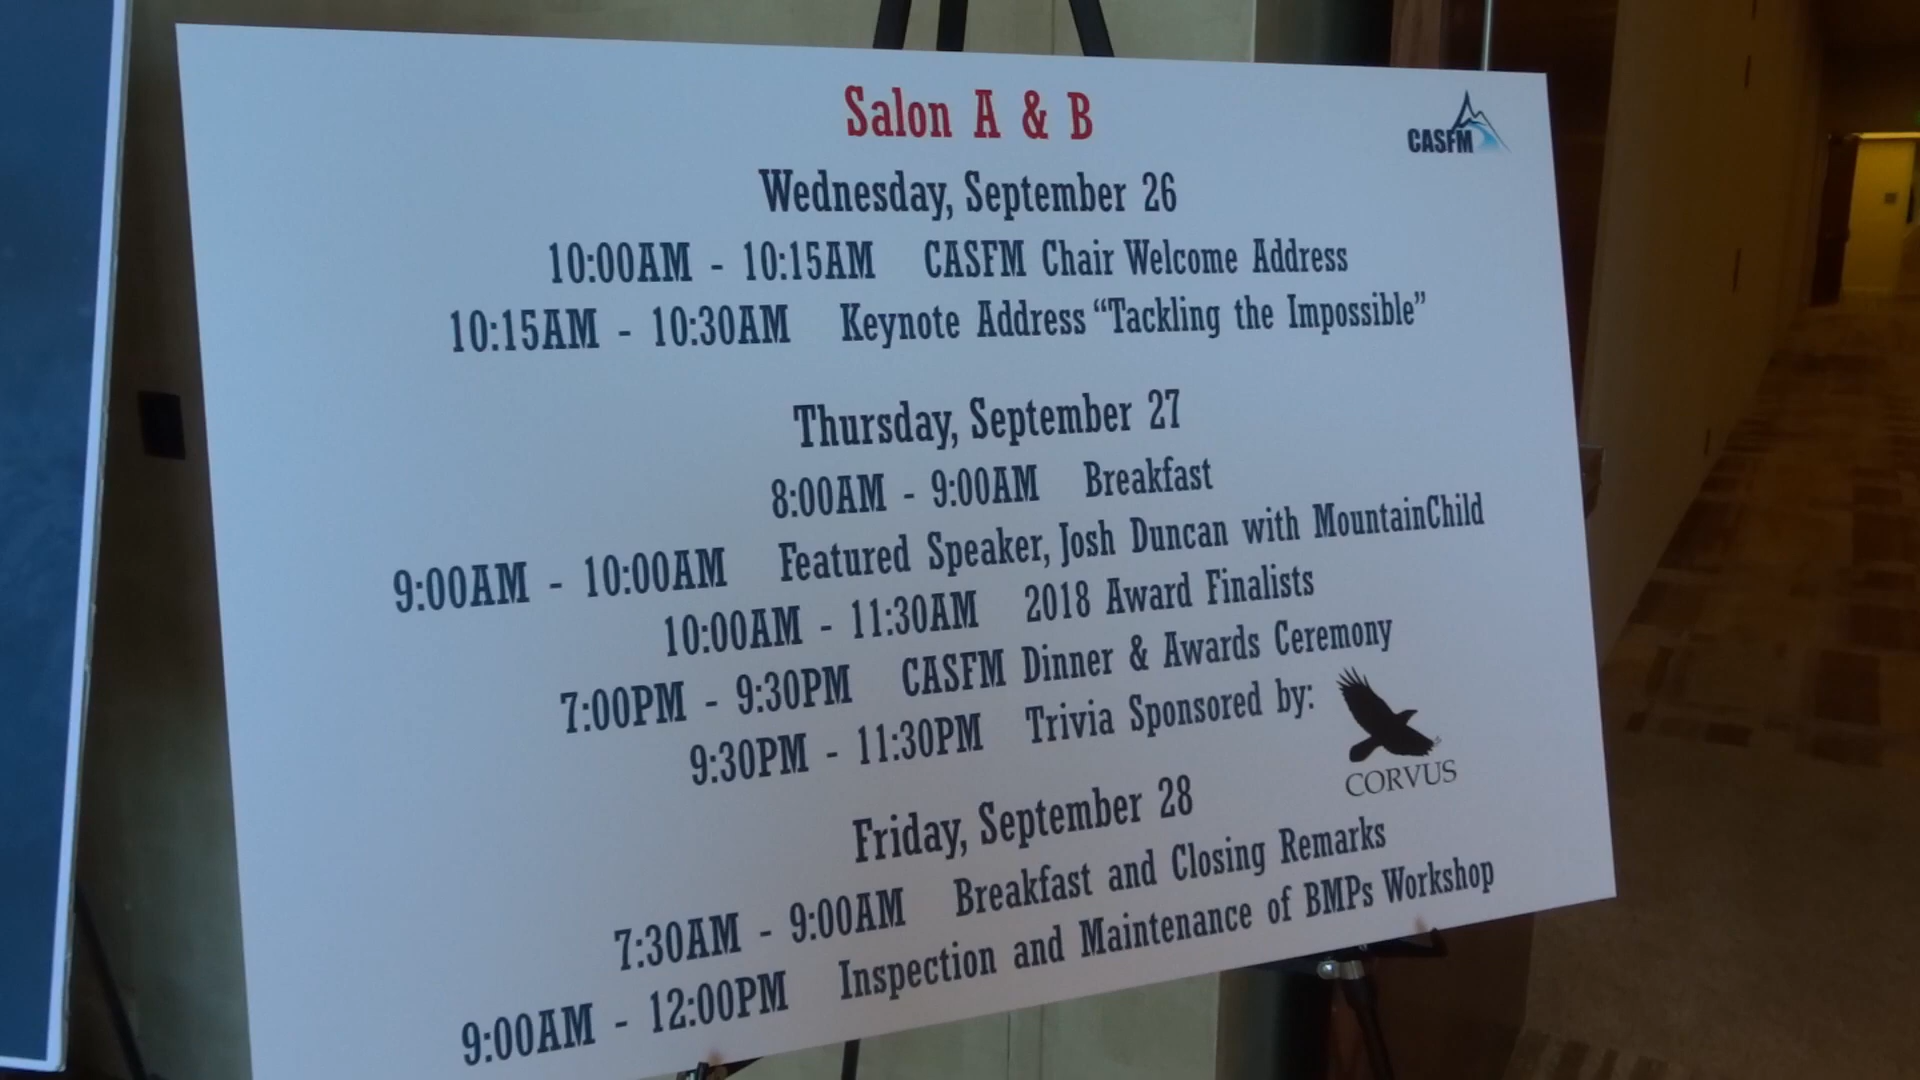 Salon A & B
CASFM
Wednesday, September 26
10:00AM - 10:15AM CASFM Chair Welcome Address
10:15AM - 10:30AM Keynote Address “Tackling the Impossible”
Thursday, September 27
8:00AM - 9:00AM Breakfast
9:00AM - 10:00AM Featured Speaker, Josh Duncan with MountainChild
10:00AM - 11:30AM 2018 Award Finalists
7:00PM - 9:30PM CASFM Dinner & Awards Ceremony
9:30PM - 11:30PM Trivia Sponsored by:
CORVUS
Friday, September 28
7:30AM - 9:00AM Breakfast and Closing Remarks
9:00AM - 12:00PM Inspection and Maintenance of BMPs Workshop